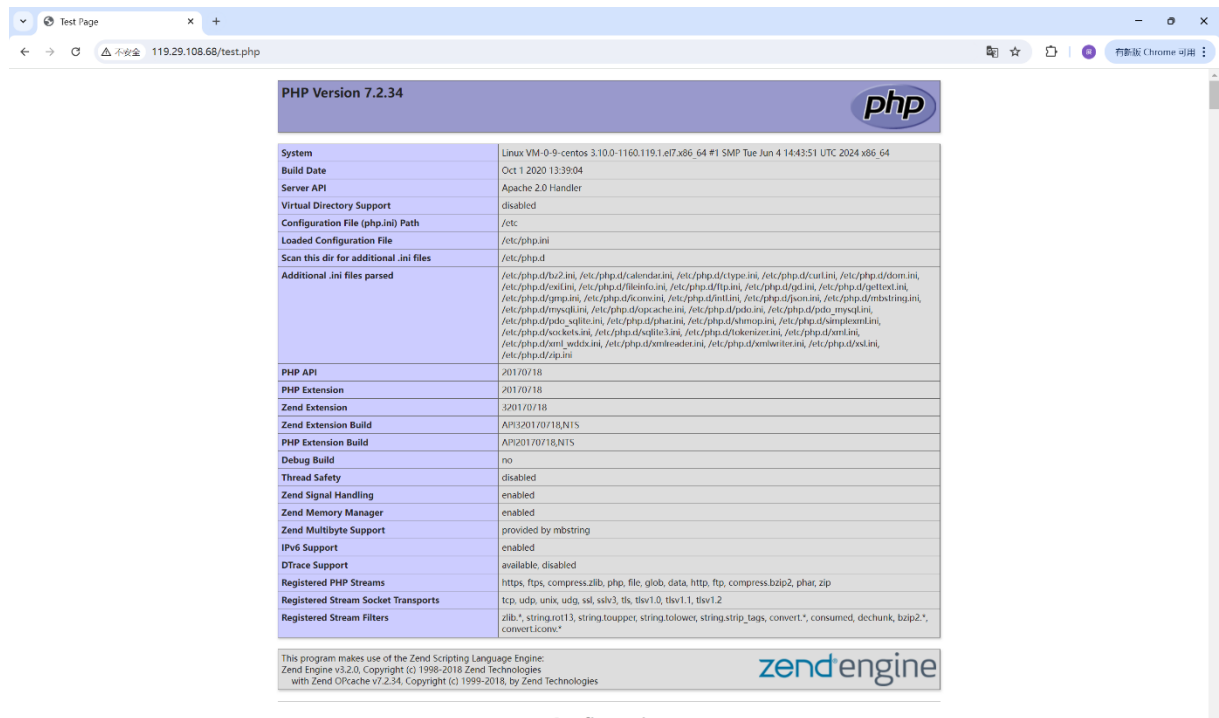 Test Page
不安全 119.29.108.68/test.php
有新版 Chrome 可用
PHP Version 7.2.34
php
System Linux VM-0-9-centos 3.10.0-1160.119.1.el7.x86_64 #1 SMP Tue Jun 4 14:43:51 UTC 2024 x86_64
Build Date Oct 1 2020 13:39:04
Server API Apache 2.0 Handler
Virtual Directory Support disabled
Configuration File (php.ini) Path /etc
Loaded Configuration File /etc/php.ini
Scan this dir for additional .ini files /etc/php.d
Additional .ini files parsed /etc/php.d/bz2.ini, /etc/php.d/calendar.ini, /etc/php.d/ctype.ini, /etc/php.d/curl.ini, /etc/php.d/dom.ini,
/etc/php.d/exif.ini, /etc/php.d/fileinfo.ini, /etc/php.d/ftp.ini, /etc/php.d/gd.ini, /etc/php.d/gettext.ini,
/etc/php.d/gmp.ini, /etc/php.d/iconv.ini, /etc/php.d/intl.ini, /etc/php.d/json.ini, /etc/php.d/mbstring.ini,
/etc/php.d/mysqli.ini, /etc/php.d/opcache.ini, /etc/php.d/pdo.ini, /etc/php.d/pdo_mysql.ini,
/etc/php.d/pdo_sqlite.ini, /etc/php.d/phar.ini, /etc/php.d/shmop.ini, /etc/php.d/simplexml.ini,
/etc/php.d/sockets.ini, /etc/php.d/sqlite3.ini, /etc/php.d/tokenizer.ini, /etc/php.d/xml.ini,
/etc/php.d/xml_wddx.ini, /etc/php.d/xmlreader.ini, /etc/php.d/xmlwriter.ini, /etc/php.d/xsl.ini,
/etc/php.d/zip.ini
PHP API 20170718
PHP Extension 20170718
Zend Extension 320170718
Zend Extension Build API320170718,NTS
PHP Extension Build API20170718,NTS
Debug Build no
Thread Safety disabled
Zend Signal Handling enabled
Zend Memory Manager enabled
Zend Multibyte Support provided by mbstring
IPv6 Support enabled
DTrace Support available, disabled
Registered PHP Streams https, ftps, compress.zlib, php, file, glob, data, http, ftp, compress.bzip2, phar, zip
Registered Stream Socket Transports tcp, udp, unix, udg, ssl, sslv3, tls, tlsv1.0, tlsv1.1, tlsv1.2
Registered Stream Filters zlib.*, string.rot13, string.toupper, string.tolower, string.strip_tags, convert.*, consumed, dechunk, bzip2.*,
convert.iconv.*
This program makes use of the Zend Scripting Language Engine:
Zend Engine v3.2.0, Copyright (c) 1998-2018 Zend Technologies
with Zend OPcache v7.2.34, Copyright (c) 1999-2018, by Zend Technologies
zend engine